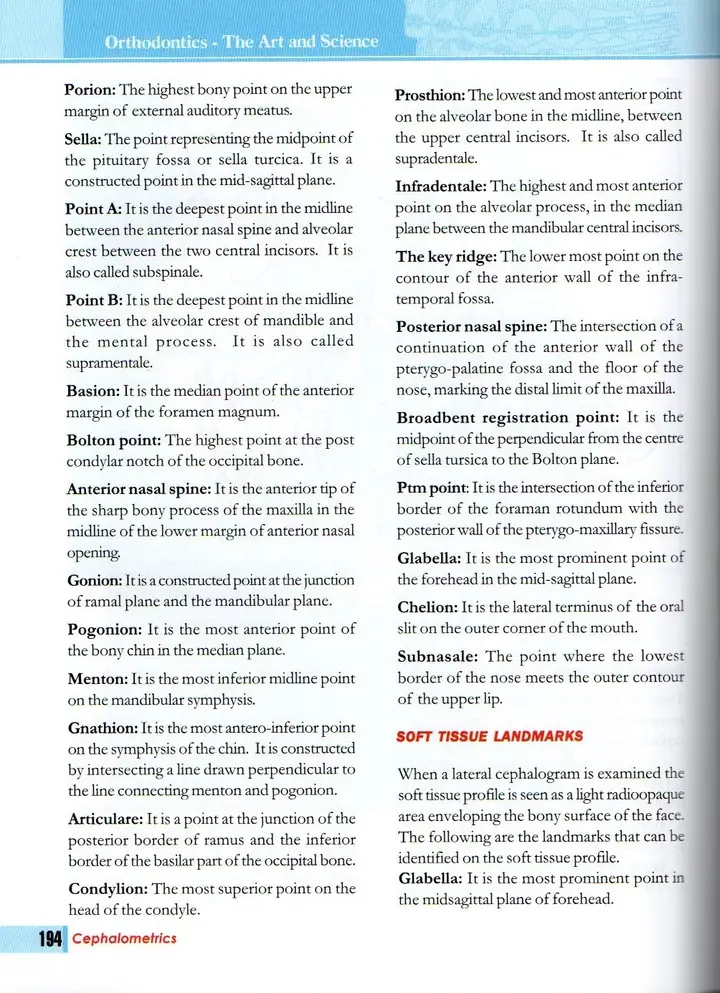 Orthodontics - The Art and Science
Porion: The highest bony point on the upper
margin of external auditory meatus.
Sella: The point representing the midpoint of
the pituitary fossa or sella turcica. It is a
constructed point in the mid-sagittal plane.
Point A: It is the deepest point in the midline
between the anterior nasal spine and alveolar
crest between the two central incisors. It is
also called subspinale.
Point B: It is the deepest point in the midline
between the alveolar crest of mandible and
the mental process. It is also called
supramentale.
Basion: It is the median point of the anterior
margin of the foramen magnum.
Bolton point: The highest point at the post
condylar notch of the occipital bone.
Anterior nasal spine: It is the anterior tip of
the sharp bony process of the maxilla in the
midline of the lower margin of anterior nasal
opening.
Gonion: It is a constructed point at the junction
of ramal plane and the mandibular plane.
Pogonion: It is the most anterior point of
the bony chin in the median plane.
Menton: It is the most inferior midline point
on the mandibular symphysis.
Gnathion: It is the most antero-inferior point
on the symphysis of the chin. It is constructed
by intersecting a line drawn perpendicular to
the line connecting menton and pogonion.
Articulare: It is a point at the junction of the
posterior border of ramus and the inferior
border of the basilar part of the occipital bone.
Condylion: The most superior point on the
head of the condyle.
Prosthion: The lowest and most anterior point
on the alveolar bone in the midline, between
the upper central incisors. It is also called
supradentale.
Infradentale: The highest and most anterior
point on the alveolar process, in the median
plane between the mandibular central incisors.
The key ridge: The lower most point on the
contour of the anterior wall of the infra-
temporal fossa.
Posterior nasal spine: The intersection of a
continuation of the anterior wall of the
pterygo-palatine fossa and the floor of the
nose, marking the distal limit of the maxilla.
Broadbent registration point: It is the
midpoint of the perpendicular from the centre
of sella tursica to the Bolton plane.
Ptm point: It is the intersection of the inferior
border of the foraman rotundum with the
posterior wall of the pterygo-maxillary fissure.
Glabella: It is the most prominent point of
the forehead in the mid-sagittal plane.
Chelion: It is the lateral terminus of the oral
slit on the outer corner of the mouth.
Subnasale: The point where the lowest
border of the nose meets the outer contour
of the upper lip.
SOFT TISSUE LANDMARKS
When a lateral cephalogram is examined the
soft tissue profile is seen as a light radioopaque
area enveloping the bony surface of the face.
The following are the landmarks that can be
identified on the soft tissue profile.
Glabella: It is the most prominent point in
the midsagittal plane of forehead.
194 Cephalometrics